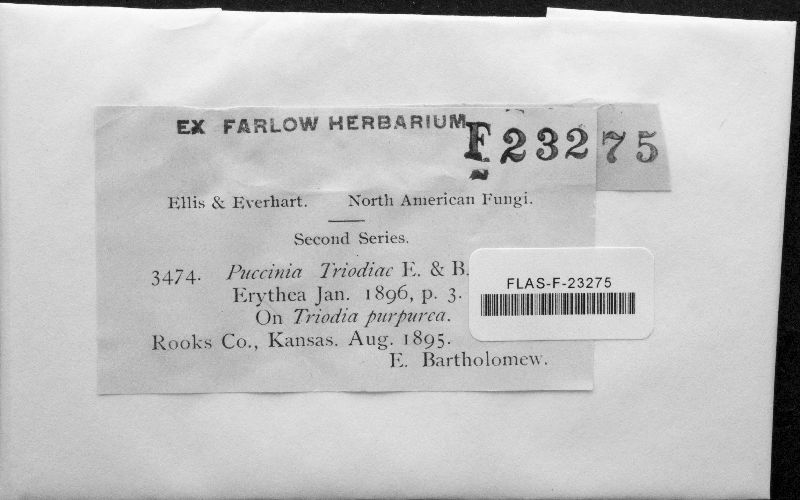 EX FARLOW HERBARIUM
F 23275
Ellis & Everhart. North American Fungi.
Second Series.
3474. Puccinia Triodiae E. & B.
Erythea Jan. 1896, p. 3.
On Triodia purpurea.
Rooks Co., Kansas. Aug. 1895.
E. Bartholomew.
FLAS-F-23275